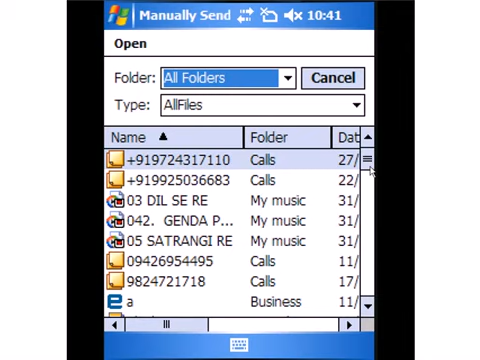 Manually Send 10:41
Open
Folder: All Folders Cancel
Type: AllFiles
Name Folder Dat
+919724317110 Calls 27/
+919925036683 Calls 22/
03 DIL SE RE My music 31/
042. GENDA P... My music 31/
05 SATRANGI RE My music 31/
09426954495 Calls 11/
9824721718 Calls 17/
a Business 11/